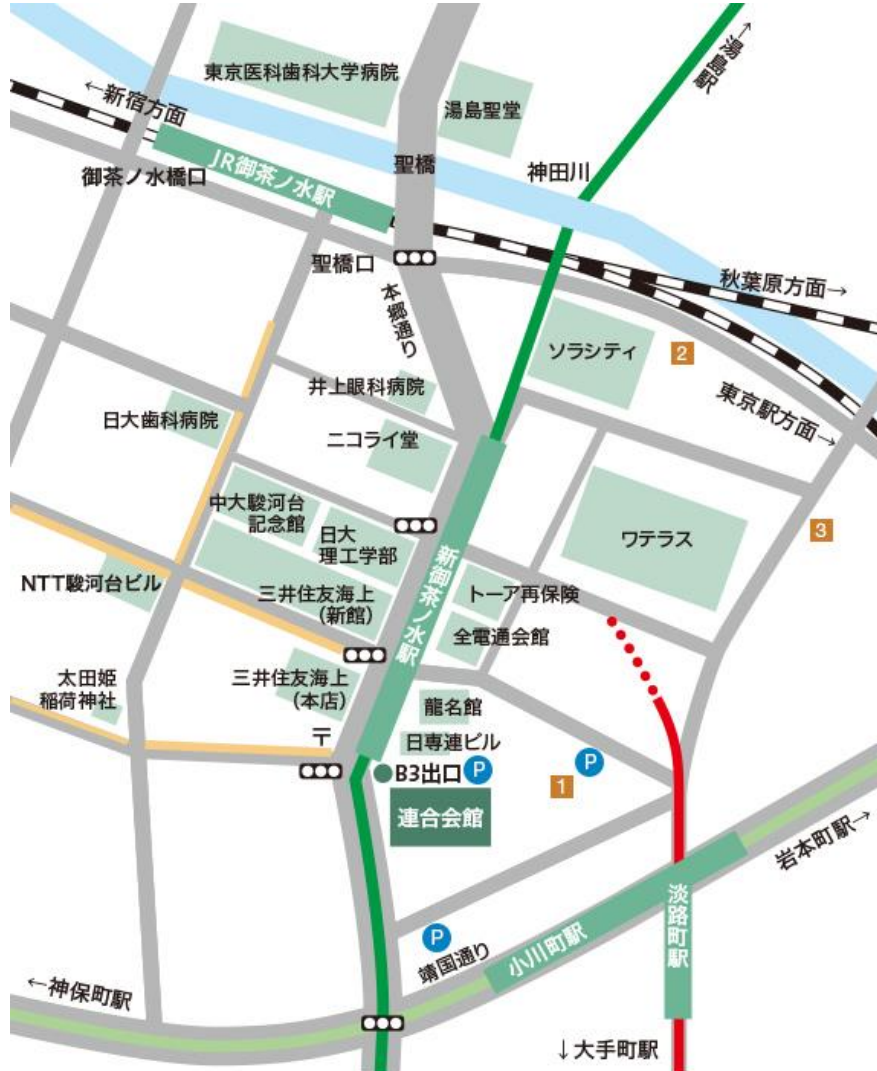 ←湯島駅
東京医科歯科大学病院
湯島聖堂
←新宿方面
聖橋
神田川
JR御茶ノ水駅
御茶ノ水橋口
聖橋口
秋葉原方面→
本郷通り
ソラシティ
2
井上眼科病院
東京駅方面→
日大歯科病院
ニコライ堂
中大駿河台
記念館
日大
理工学部
ワテラス
3
新御茶ノ水駅
NTT駿河台ビル
三井住友海上
(新館)
トーア再保険
全電通会館
太田姫
稲荷神社
三井住友海上
(本店)
龍名館
〒
日専連ビル
B3出口
P
P
1
連合会館
岩本町駅→
淡路町駅
P
靖国通り
小川町駅
←神保町駅
↓大手町駅